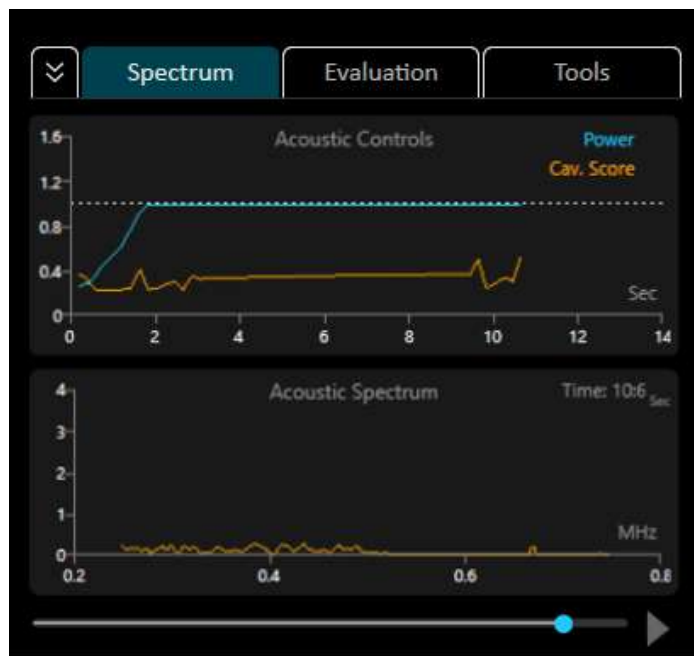 Spectrum Evaluation Tools
Acoustic Controls
Power
Cav. Score
1.6
1.2
0.8
0.4
0
Sec
0 2 4 6 8 10 12 14
Acoustic Spectrum
Time: 10:6 Sec
4
3
2
1
0
MHz
0.2 0.4 0.6 0.8